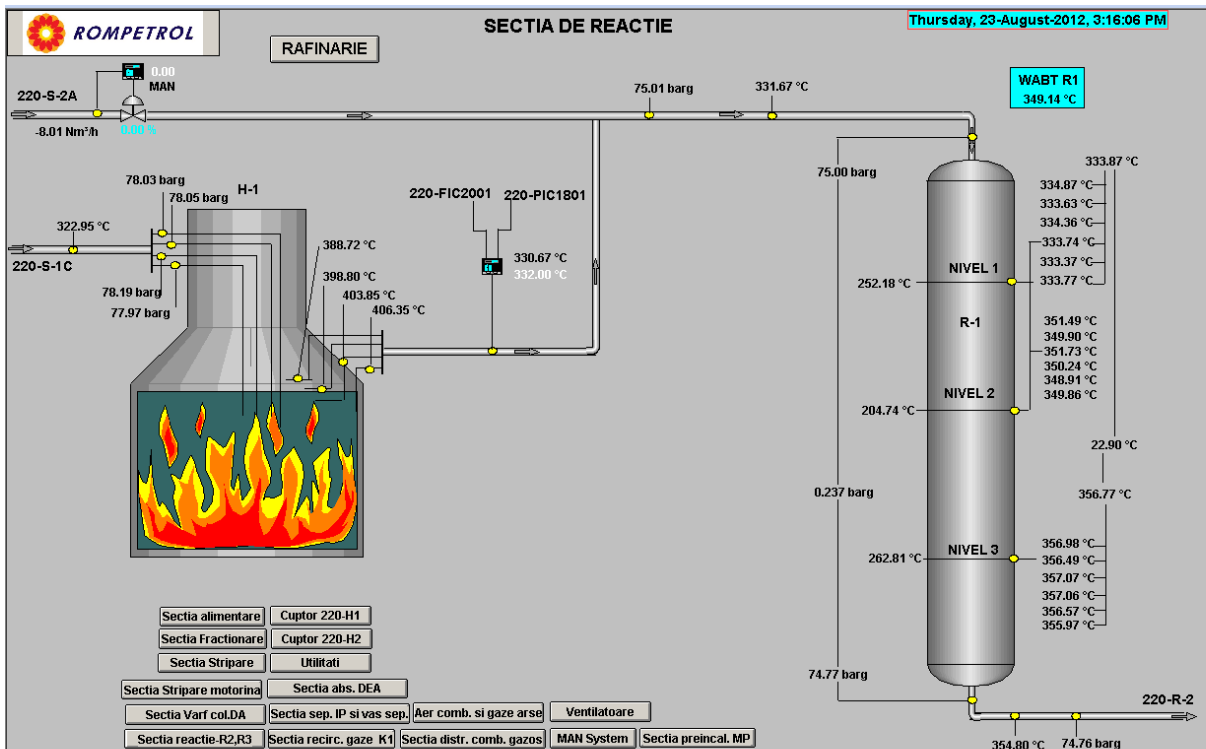 ROMPETROL
SECTIA DE REACTIE
Thursday, 23-August-2012, 3:16:06 PM
RAFINARIE
0.00
MAN
220-S-2A
-8.01 Nm³/h
0.00 %
75.01 barg
331.67 °C
WABT R1
349.14 °C
78.03 barg
78.05 barg
H-1
322.95 °C
220-S-1C
78.19 barg
77.97 barg
388.72 °C
398.80 °C
403.85 °C
406.35 °C
220-FIC2001
220-PIC1801
330.67 °C
332.00 °C
75.00 barg
333.87 °C
334.87 °C
333.63 °C
334.36 °C
333.74 °C
333.37 °C
333.77 °C
NIVEL 1
252.18 °C
R-1
351.49 °C
349.90 °C
351.73 °C
350.24 °C
348.91 °C
349.86 °C
NIVEL 2
204.74 °C
22.90 °C
0.237 barg
356.77 °C
NIVEL 3
262.81 °C
356.98 °C
356.49 °C
357.07 °C
357.06 °C
356.57 °C
355.97 °C
74.77 barg
220-R-2
354.80 °C
74.76 barg
Sectia alimentare
Cuptor 220-H1
Sectia Fractionare
Cuptor 220-H2
Sectia Stripare
Utilitati
Sectia Stripare motorina
Sectia abs. DEA
Sectia Varf col.DA
Sectia sep. IP si vas sep.
Aer comb. si gaze arse
Ventilatoare
Sectia reactie-R2,R3
Sectia recirc. gaze K1
Sectia distr. comb. gazos
MAN System
Sectia preincal. MP